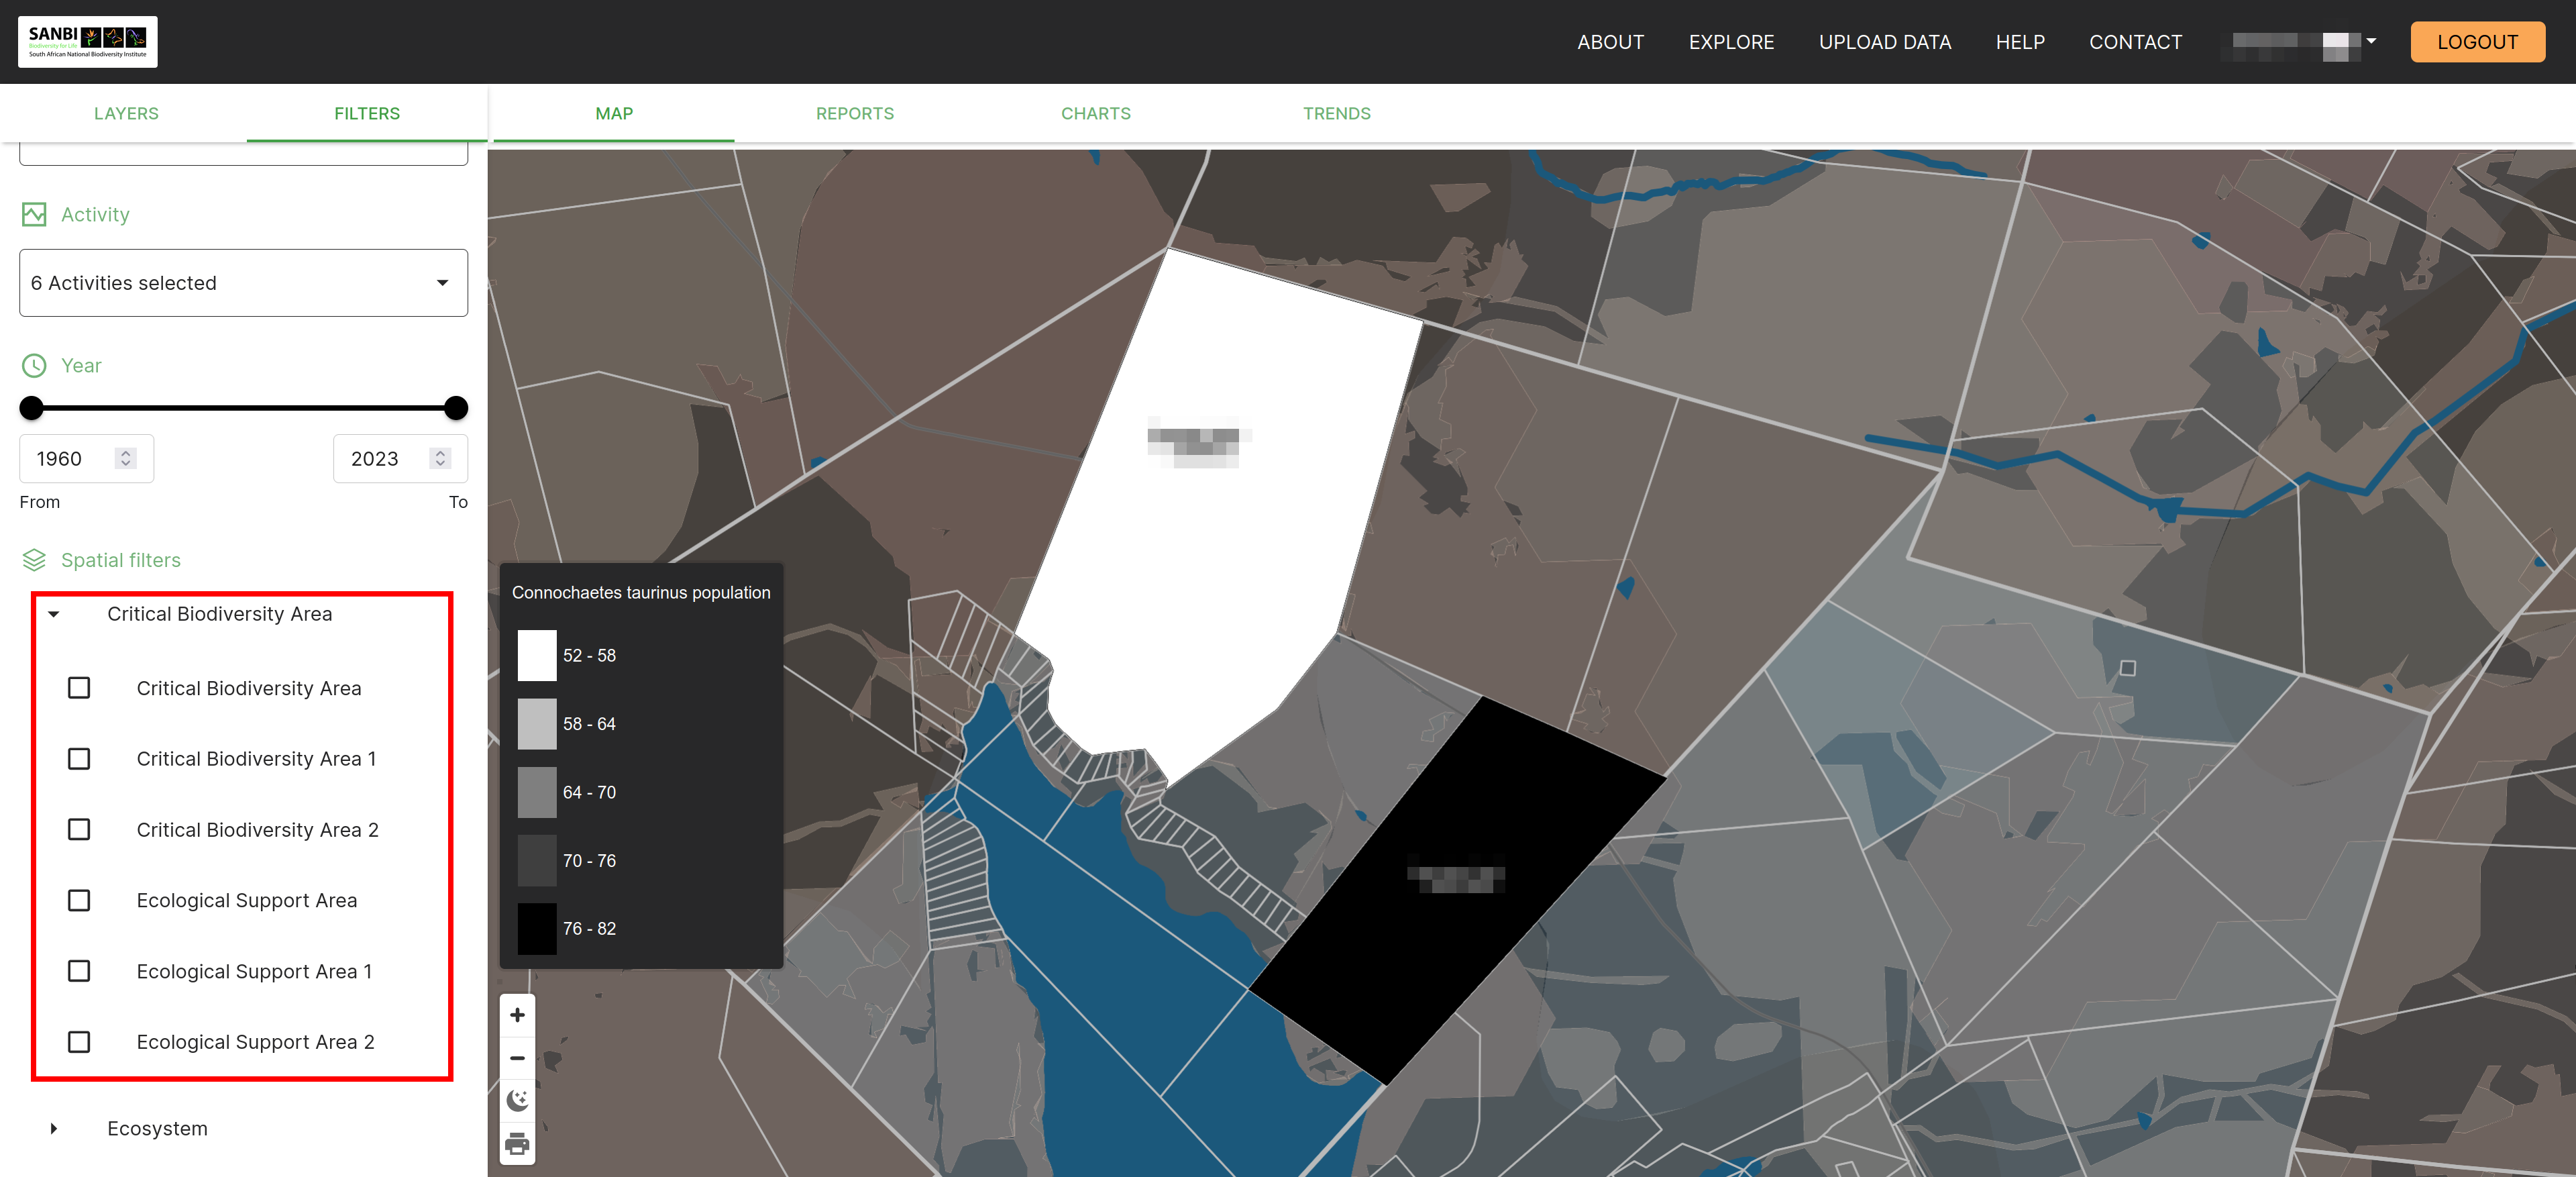 SANBI
Biodiversity for Life
South African National Biodiversity Institute
ABOUT
EXPLORE
UPLOAD DATA
HELP
CONTACT
LOGOUT
LAYERS
FILTERS
MAP
REPORTS
CHARTS
TRENDS
Activity
6 Activities selected
Year
1960
2023
From
To
Spatial filters
Critical Biodiversity Area
Critical Biodiversity Area
Critical Biodiversity Area 1
Critical Biodiversity Area 2
Ecological Support Area
Ecological Support Area 1
Ecological Support Area 2
Ecosystem
Connochaetes taurinus population
52 - 58
58 - 64
64 - 70
70 - 76
76 - 82